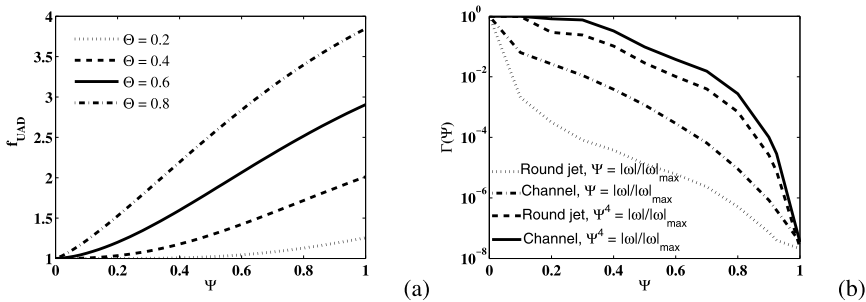 4
3.5
3
2.5
2
1.5
1
f_UAD
Θ = 0.2
Θ = 0.4
Θ = 0.6
Θ = 0.8
0 0.2 0.4 0.6 0.8 1
Ψ
(a)
10^0
10^-2
10^-4
10^-6
10^-8
Γ(Ψ)
Round jet, Ψ = |ω|/|ω|_max
Channel, Ψ = |ω|/|ω|_max
Round jet, Ψ^4 = |ω|/|ω|_max
Channel, Ψ^4 = |ω|/|ω|_max
0 0.2 0.4 0.6 0.8 1
Ψ
(b)